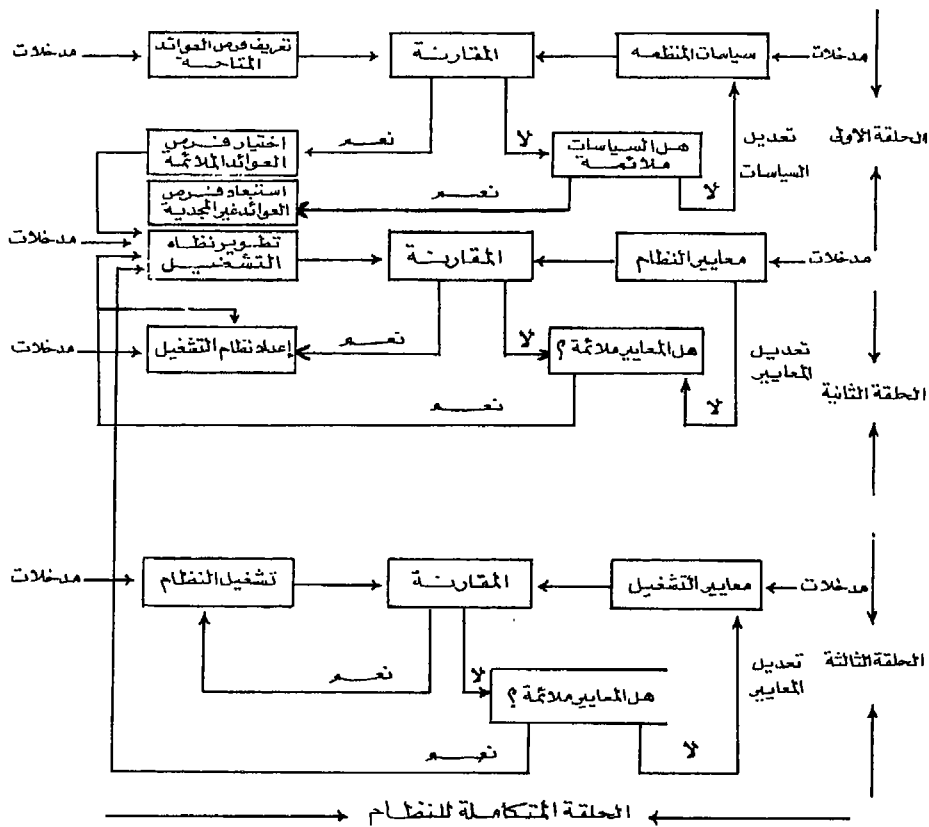 مدخلات
تعريف فرص العوائد
المتاحة
المقارنة
سياسات المنظمه
مدخلات
الحلقة الاولى
تعديل
السياسات
هل السياسات
ملائمة
لا
نعم
اختيار فرص
العوائد الملائمة
لا
نعم
استبعاد فرص
العوائد غير المجدية
مدخلات
تطوير نظام
التشغيل
المقارنة
معايير النظام
مدخلات
تعديل
المعايير
الحلقة الثانية
هل المعايير ملائمة ؟
لا
نعم
إعداد نظام التشغيل
مدخلات
لا
نعم
مدخلات
تشغيل النظام
المقارنة
معايير التشغيل
مدخلات
الحلقة الثالثة
تعديل
المعايير
لا
نعم
هل المعايير ملائمة ؟
لا
نعم
الحلقة المتكاملة للنظام